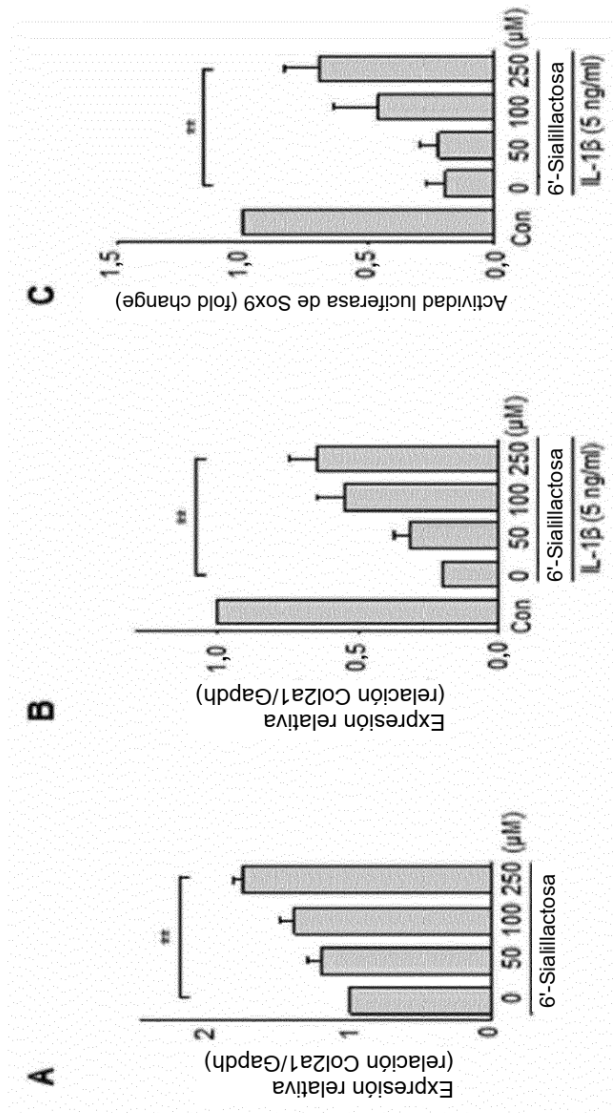 A
Expresión relativa
(relación Col2a1/Gapdh)
2
1
0
**
0 50 100 250 (µM)
6'-Sialillactosa
B
Expresión relativa
(relación Col2a1/Gapdh)
1,0
0,5
0,0
**
Con 0 50 100 250 (µM)
6'-Sialillactosa
IL-1β (5 ng/ml)
C
Actividad luciferasa de Sox9 (fold change)
1,5
1,0
0,5
0,0
**
Con 0 50 100 250 (µM)
6'-Sialillactosa
IL-1β (5 ng/ml)